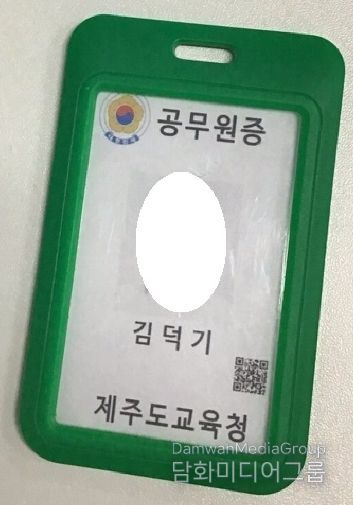 공무원증
김덕기
제주도교육청
DamwanMediaGroup
담화미디어그룹